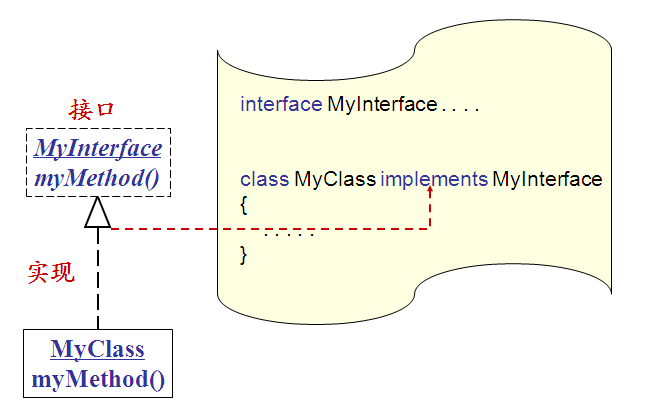 接口
MyInterface
myMethod()
实现
MyClass
myMethod()
interface MyInterface . . . .
class MyClass implements MyInterface
{
. . . . .
}